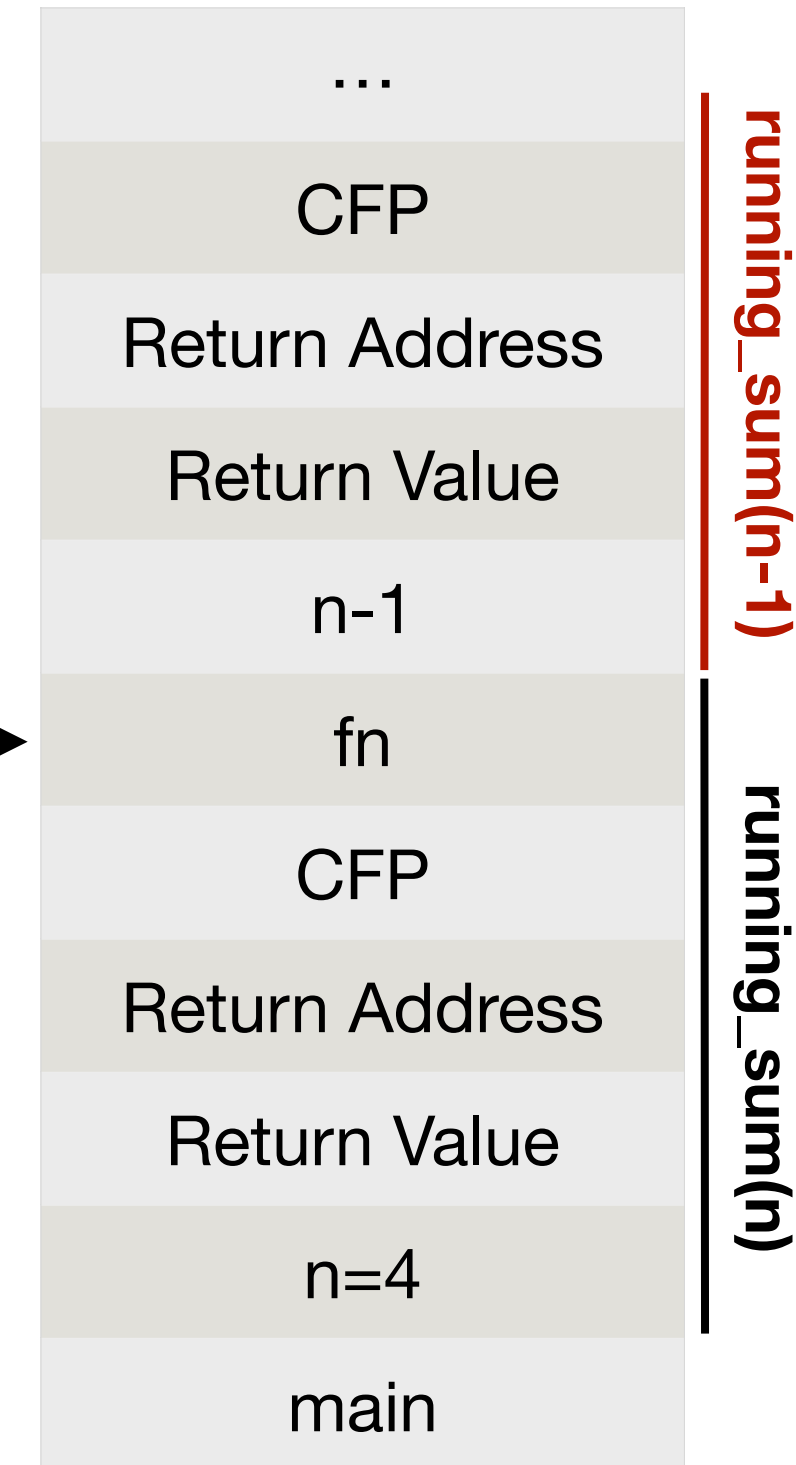 ...
CFP
Return Address
Return Value
n-1
fn
CFP
Return Address
Return Value
n=4
main
running_sum(n-1)
running_sum(n)